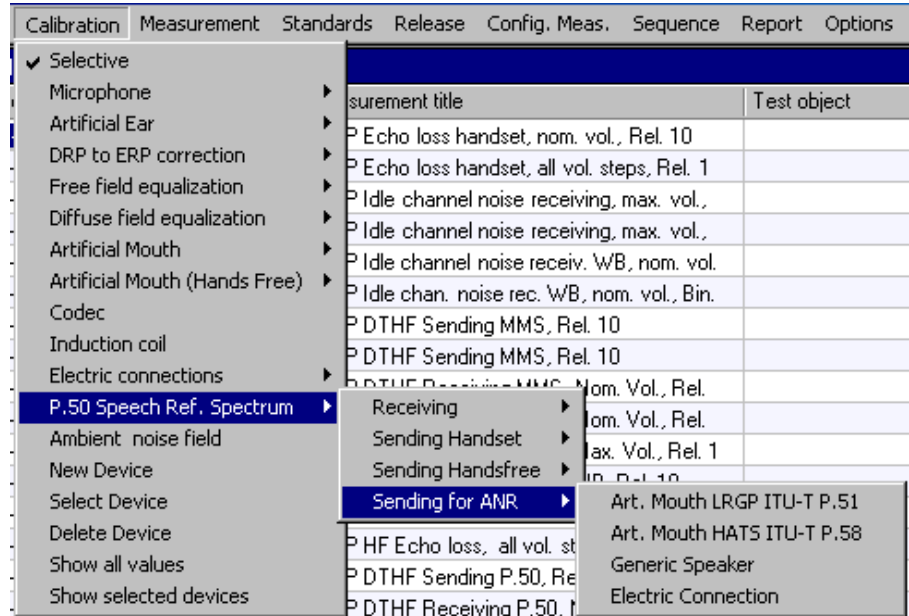 Calibration Measurement Standards Release Config. Meas. Sequence Report Options
Selective
Microphone
Artificial Ear
DRP to ERP correction
Free field equalization
Diffuse field equalization
Artificial Mouth
Artificial Mouth (Hands Free)
Codec
Induction coil
Electric connections
P.50 Speech Ref. Spectrum
Ambient noise field
New Device
Select Device
Delete Device
Show all values
Show selected devices
Receiving
Sending Handset
Sending Handsfree
Sending for ANR
Art. Mouth LRGP ITU-T P.51
Art. Mouth HATS ITU-T P.58
Generic Speaker
Electric Connection
surement title Test object
P Echo loss handset, nom. vol., Rel. 10
P Echo loss handset, all vol. steps, Rel. 1
P Idle channel noise receiving, max. vol.,
P Idle channel noise receiving, max. vol.,
P Idle channel noise receiv. WB, nom. vol.
P Idle chan. noise rec. WB, nom. vol., Bin.
P DTHF Sending MMS, Rel. 10
P DTHF Sending MMS, Rel. 10
P DTHF Receiving MMS, Nom. Vol., Rel.
om. Vol., Rel.
ax. Vol., Rel. 1
P HF Echo loss, all vol. st
P DTHF Sending P.50, Re
P DTHF Receiving P.50,